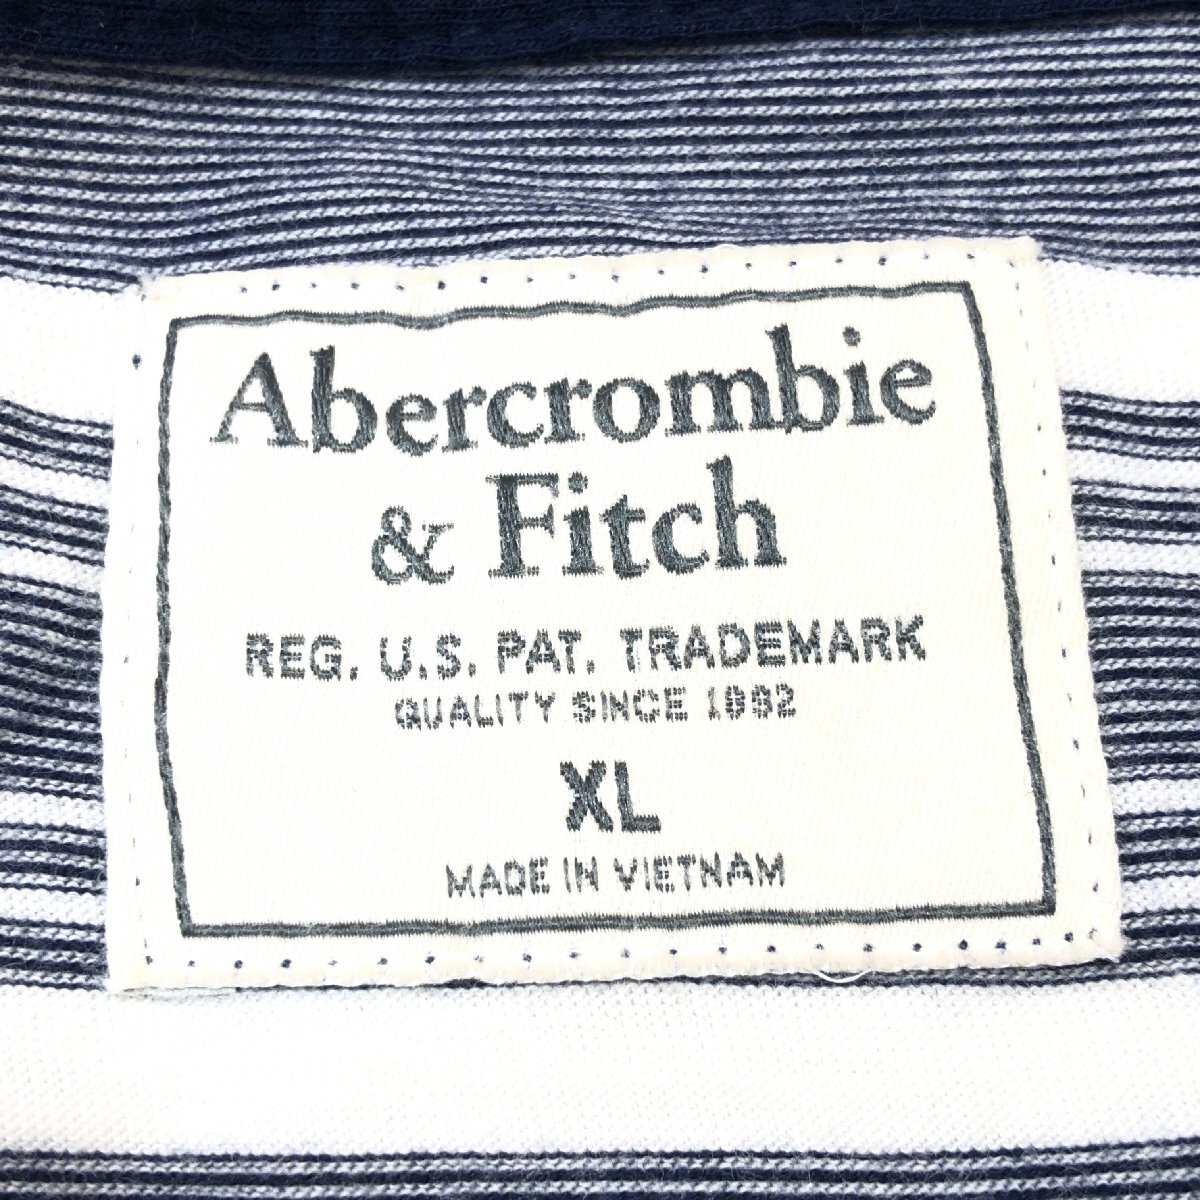 Abercrombie
& Fitch
REG. U.S. PAT. TRADEMARK
QUALITY SINCE 1892
XL
MADE IN VIETNAM